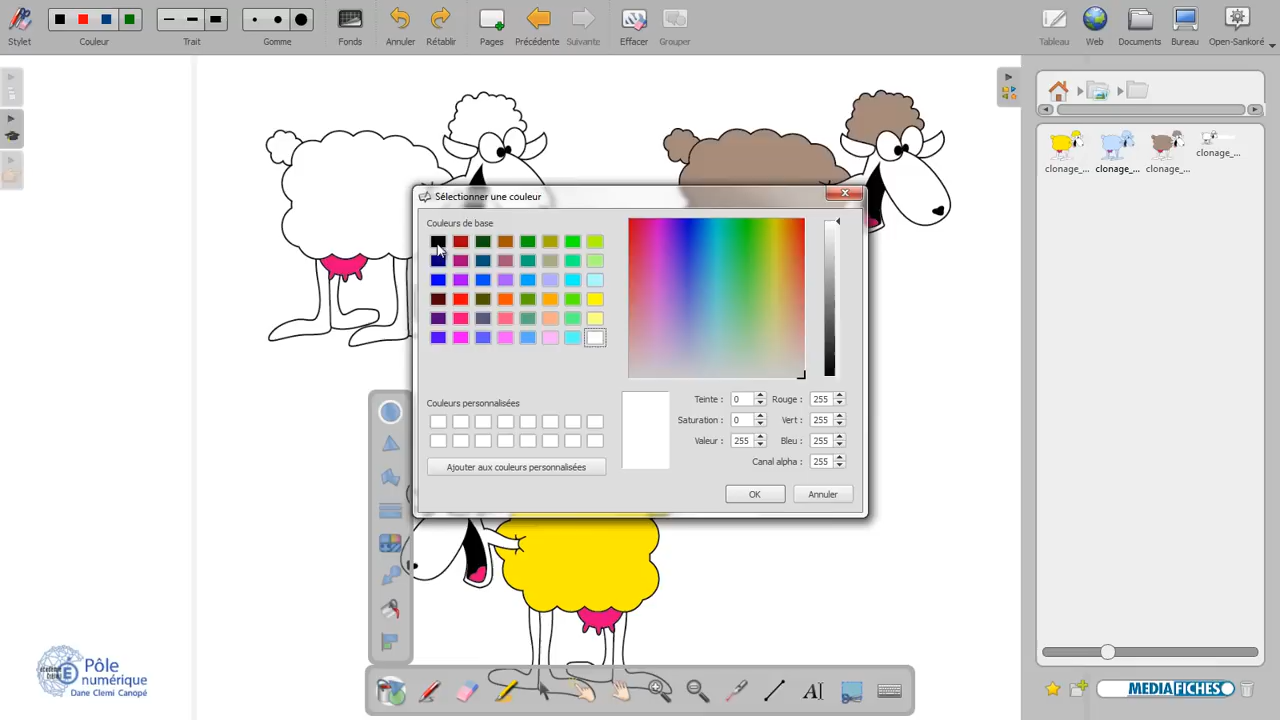 Stylet Couleur Trait Gomme Fonds Annuler Rétablir Pages Précédente Suivante Effacer Grouper Tableau Web Documents Bureau Open-Sankoré
clonage_... clonage_... clonage_... clonage_...
Sélectionner une couleur
Couleurs de base
Couleurs personnalisées
Ajouter aux couleurs personnalisées
Teinte : 0 Rouge : 255
Saturation : 0 Vert : 255
Valeur : 255 Bleu : 255
Canal alpha : 255
OK Annuler
Pôle
numérique
Dane Clemi Canopé
AI
MEDIAFICHES